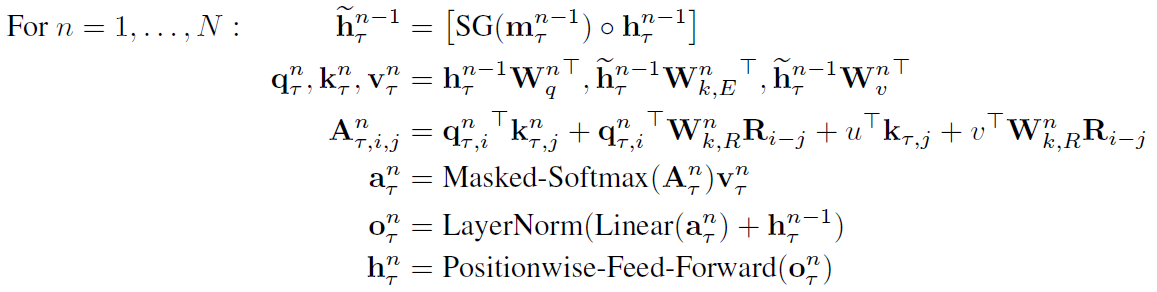 For n = 1, . . . , N : h̃_τ^{n−1} = [SG(m_τ^{n−1}) ∘ h_τ^{n−1}]
q_τ^n, k_τ^n, v_τ^n = h_τ^{n−1} W_q^{n⊤}, h̃_τ^{n−1} W_{k,E}^{n ⊤}, h̃_τ^{n−1} W_v^{n⊤}
A_{τ,i,j}^n = q_{τ,i}^{n ⊤} k_{τ,j}^n + q_{τ,i}^{n ⊤} W_{k,R}^n R_{i−j} + u^⊤ k_{τ,j} + v^⊤ W_{k,R}^n R_{i−j}
a_τ^n = Masked-Softmax(A_τ^n)v_τ^n
o_τ^n = LayerNorm(Linear(a_τ^n) + h_τ^{n−1})
h_τ^n = Positionwise-Feed-Forward(o_τ^n)